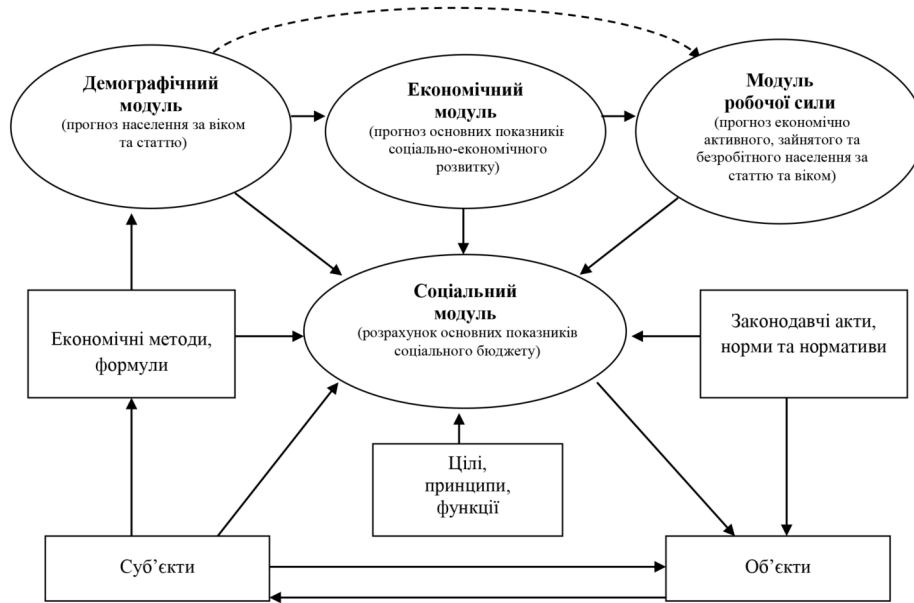 Демографічний
модуль
(прогноз населення за віком
та статтю)
Економічний
модуль
(прогноз основних показників
соціально-економічного
розвитку)
Модуль
робочої сили
(прогноз економічно
активного, зайнятого та
безробітного населення за
статтю та віком)
Соціальний
модуль
(розрахунок основних показників
соціального бюджету)
Економічні методи,
формули
Законодавчі акти,
норми та нормативи
Цілі,
принципи,
функції
Суб’єкти
Об’єкти